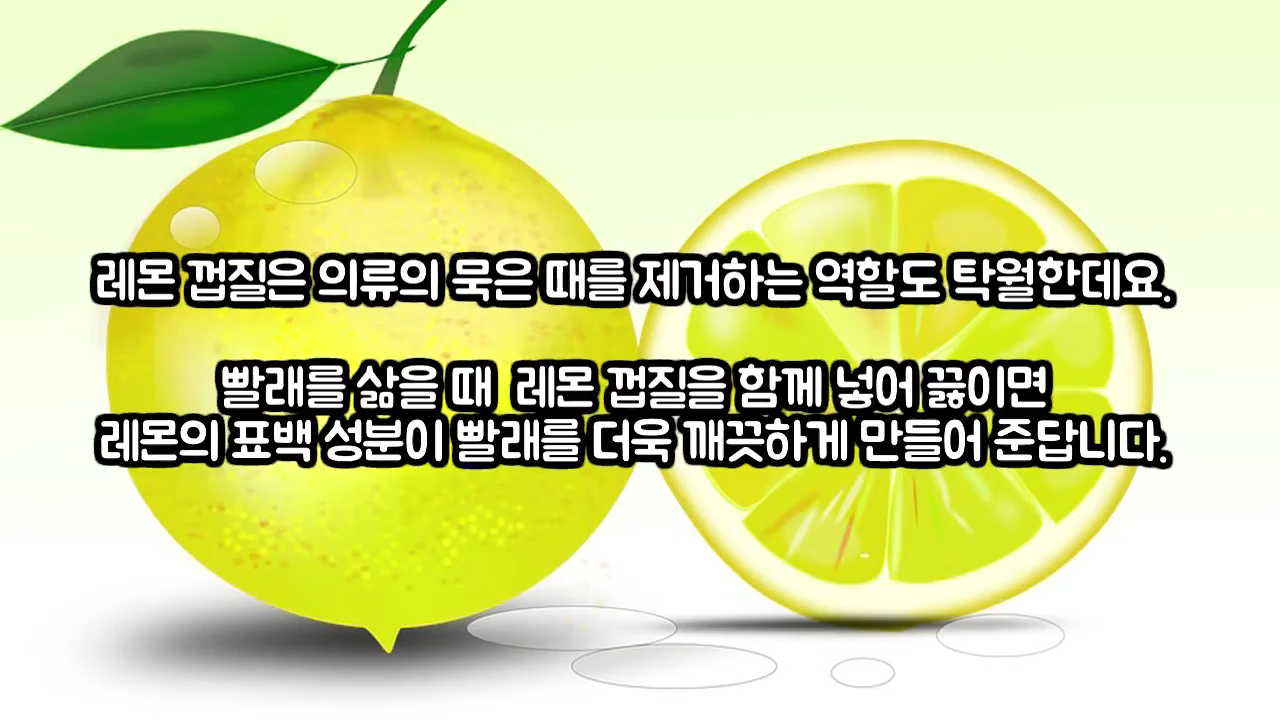 레몬 껍질은 의류의 묵은 때를 제거하는 역할도 탁월한데요.
빨래를 삶을 때 레몬 껍질을 함께 넣어 끓이면
레몬의 표백 성분이 빨래를 더욱 깨끗하게 만들어 준답니다.